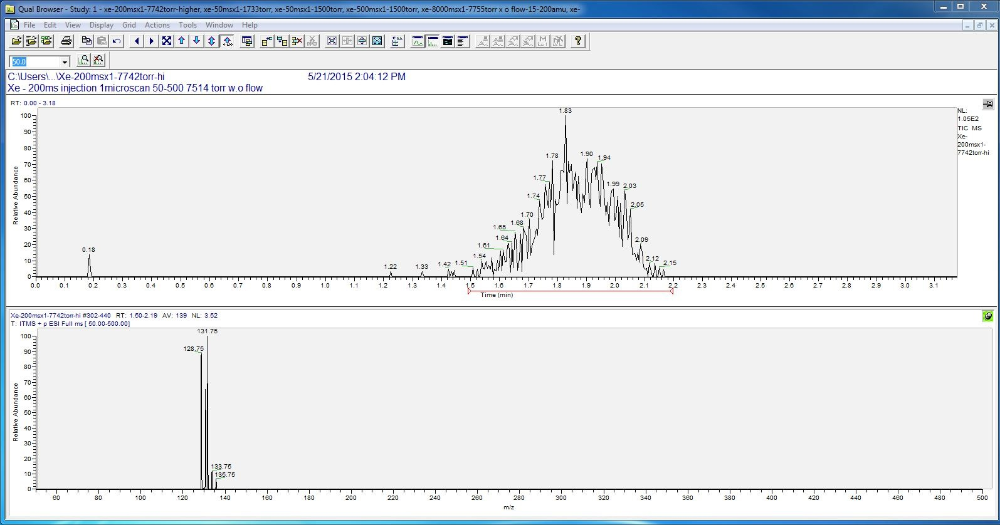 Qual Browser - Study: 1 - xe-200msx1-7742torr-higher, xe-50msx1-1733torr, xe-50msx1-1500torr, xe-500msx1-1500torr, xe-8000msx1-7755torr x o flow-15-200amu, xe-
File Edit View Display Grid Actions Tools Window Help
50.0
C:\Users\...\Xe-200msx1-7742torr-hi 5/21/2015 2:04:12 PM
Xe - 200ms injection 1microscan 50-500 7514 torr w.o flow
RT: 0.00 - 3.18
NL:
1.05E2
TIC MS
Xe-
200msx1-
7742torr-hi
Relative Abundance
100
90
80
70
60
50
40
30
20
10
0
0.18
1.22
1.33
1.42
1.51
1.54
1.61
1.64
1.65
1.68
1.70
1.74
1.77
1.78
1.83
1.90
1.94
1.99
2.03
2.05
2.09
2.12
2.15
0.0 0.1 0.2 0.3 0.4 0.5 0.6 0.7 0.8 0.9 1.0 1.1 1.2 1.3 1.4 1.5 1.6 1.7 1.8 1.9 2.0 2.1 2.2 2.3 2.4 2.5 2.6 2.7 2.8 2.9 3.0 3.1
Time (min)
Xe-200msx1-7742torr-hi #302-440 RT: 1.50-2.19 AV: 139 NL: 3.52
T: ITMS + p ESI Full ms [ 50.00-500.00]
Relative Abundance
100
90
80
70
60
50
40
30
20
10
0
131.75
128.75
133.75
135.75
60 80 100 120 140 160 180 200 220 240 260 280 300 320 340 360 380 400 420 440 460 480 500
m/z